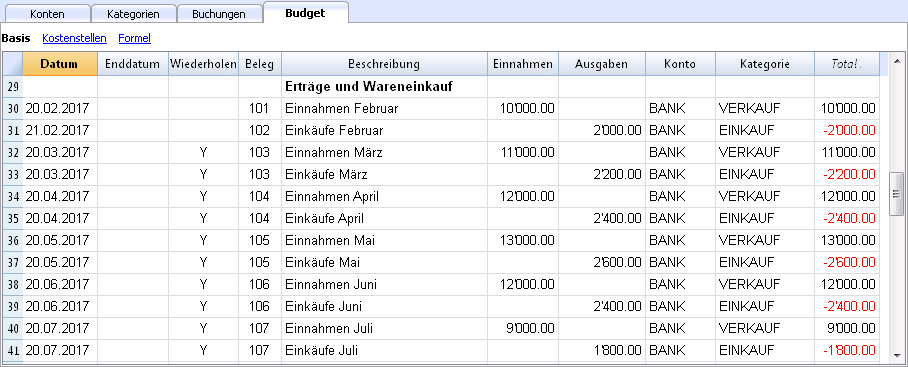 Konten Kategorien Buchungen Budget
Basis Kostenstellen Formel
Datum Enddatum Wiederholen Beleg Beschreibung Einnahmen Ausgaben Konto Kategorie Total
29 Erträge und Wareneinkauf
30 20.02.2017 101 Einnahmen Februar 10'000.00 BANK VERKAUF 10'000.00
31 21.02.2017 102 Einkäufe Februar 2'000.00 BANK EINKAUF -2'000.00
32 20.03.2017 Y 103 Einnahmen März 11'000.00 BANK VERKAUF 11'000.00
33 20.03.2017 Y 103 Einkäufe März 2'200.00 BANK EINKAUF -2'200.00
34 20.04.2017 Y 104 Einnahmen April 12'000.00 BANK VERKAUF 12'000.00
35 20.04.2017 Y 104 Einkäufe April 2'400.00 BANK EINKAUF -2'400.00
36 20.05.2017 Y 105 Einnahmen Mai 13'000.00 BANK VERKAUF 13'000.00
37 20.05.2017 Y 105 Einkäufe Mai 2'600.00 BANK EINKAUF -2'600.00
38 20.06.2017 Y 106 Einnahmen Juni 12'000.00 BANK VERKAUF 12'000.00
39 20.06.2017 Y 106 Einkäufe Juni 2'400.00 BANK EINKAUF -2'400.00
40 20.07.2017 Y 107 Einnahmen Juli 9'000.00 BANK VERKAUF 9'000.00
41 20.07.2017 Y 107 Einkäufe Juli 1'800.00 BANK EINKAUF -1'800.00